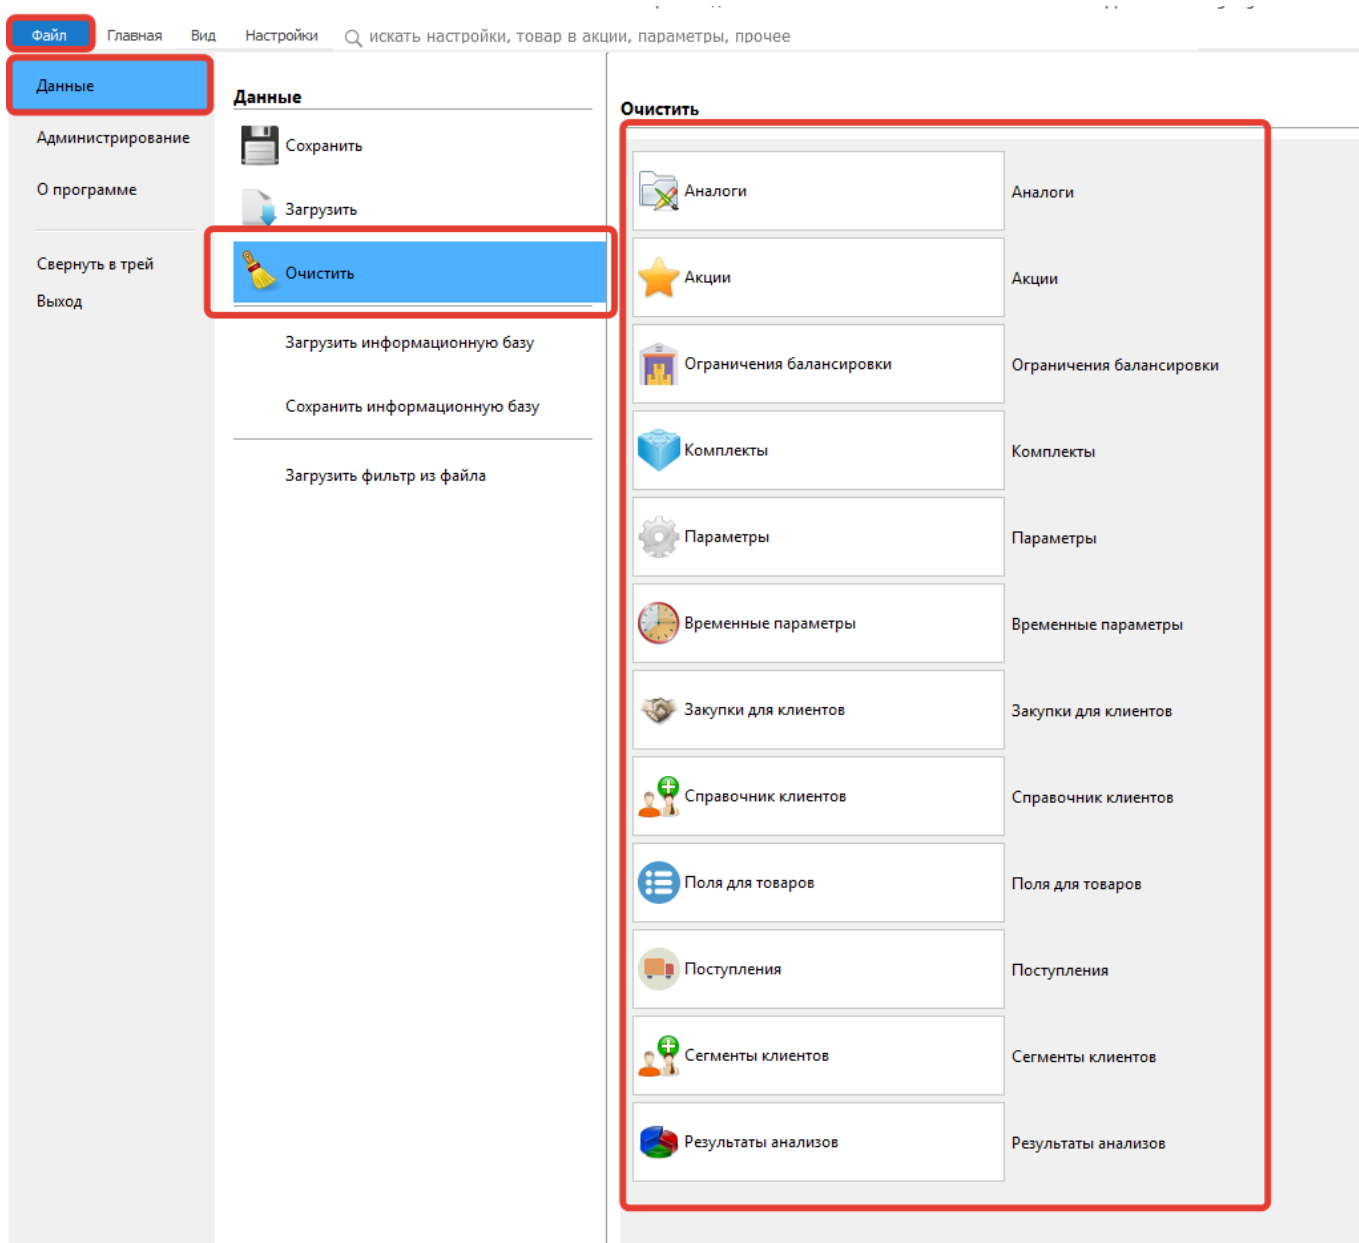 Файл Главная Вид Настройки искать настройки, товар в акции, параметры, прочее
Данные
Администрирование
О программе
Свернуть в трей
Выход
Данные
Сохранить
Загрузить
Очистить
Загрузить информационную базу
Сохранить информационную базу
Загрузить фильтр из файла
Очистить
Аналоги Аналоги
Акции Акции
Ограничения балансировки Ограничения балансировки
Комплекты Комплекты
Параметры Параметры
Временные параметры Временные параметры
Закупки для клиентов Закупки для клиентов
Справочник клиентов Справочник клиентов
Поля для товаров Поля для товаров
Поступления Поступления
Сегменты клиентов Сегменты клиентов
Результаты анализов Результаты анализов